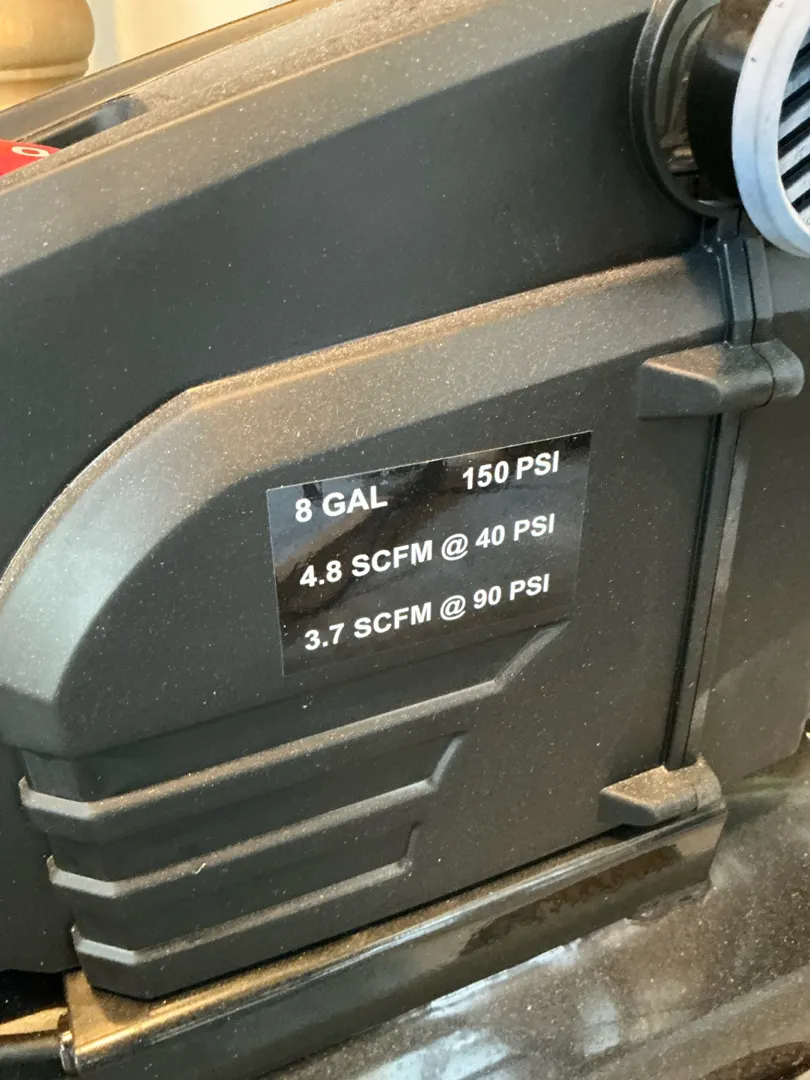 8 GAL 150 PSI
4.8 SCFM @ 40 PSI
3.7 SCFM @ 90 PSI